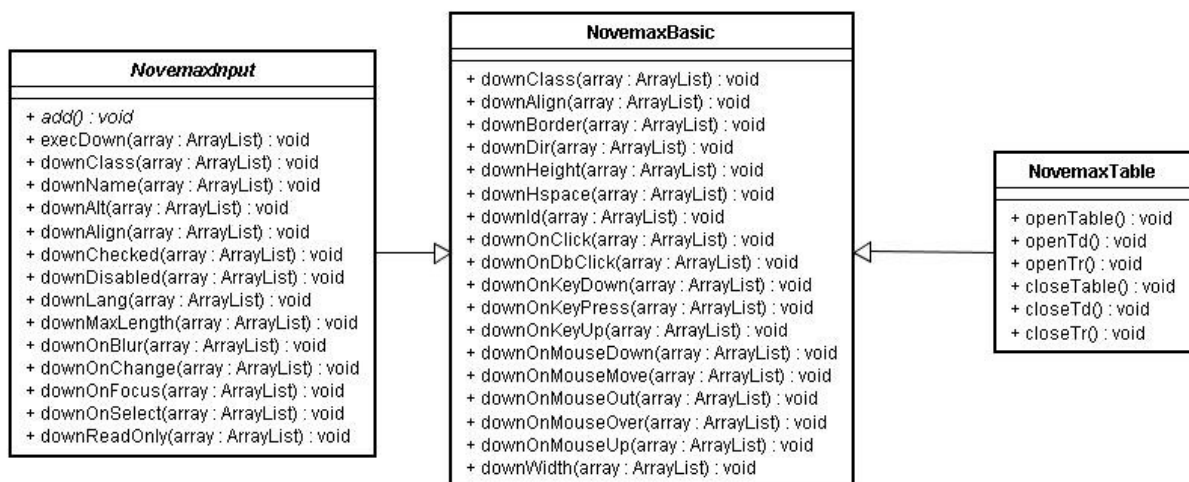 NovemaxInput
+ add() : void
+ execDown(array : ArrayList) : void
+ downClass(array : ArrayList) : void
+ downName(array : ArrayList) : void
+ downAlt(array : ArrayList) : void
+ downAlign(array : ArrayList) : void
+ downChecked(array : ArrayList) : void
+ downDisabled(array : ArrayList) : void
+ downLang(array : ArrayList) : void
+ downMaxLength(array : ArrayList) : void
+ downOnBlur(array : ArrayList) : void
+ downOnChange(array : ArrayList) : void
+ downOnFocus(array : ArrayList) : void
+ downOnSelect(array : ArrayList) : void
+ downReadOnly(array : ArrayList) : void
NovemaxBasic
+ downClass(array : ArrayList) : void
+ downAlign(array : ArrayList) : void
+ downBorder(array : ArrayList) : void
+ downDir(array : ArrayList) : void
+ downHeight(array : ArrayList) : void
+ downHspace(array : ArrayList) : void
+ downId(array : ArrayList) : void
+ downOnClick(array : ArrayList) : void
+ downOnDbClick(array : ArrayList) : void
+ downOnKeyDown(array : ArrayList) : void
+ downOnKeyPress(array : ArrayList) : void
+ downOnKeyUp(array : ArrayList) : void
+ downOnMouseDown(array : ArrayList) : void
+ downOnMouseMove(array : ArrayList) : void
+ downOnMouseOut(array : ArrayList) : void
+ downOnMouseOver(array : ArrayList) : void
+ downOnMouseUp(array : ArrayList) : void
+ downWidth(array : ArrayList) : void
NovemaxTable
+ openTable() : void
+ openTd() : void
+ openTr() : void
+ closeTable() : void
+ closeTd() : void
+ closeTr() : void